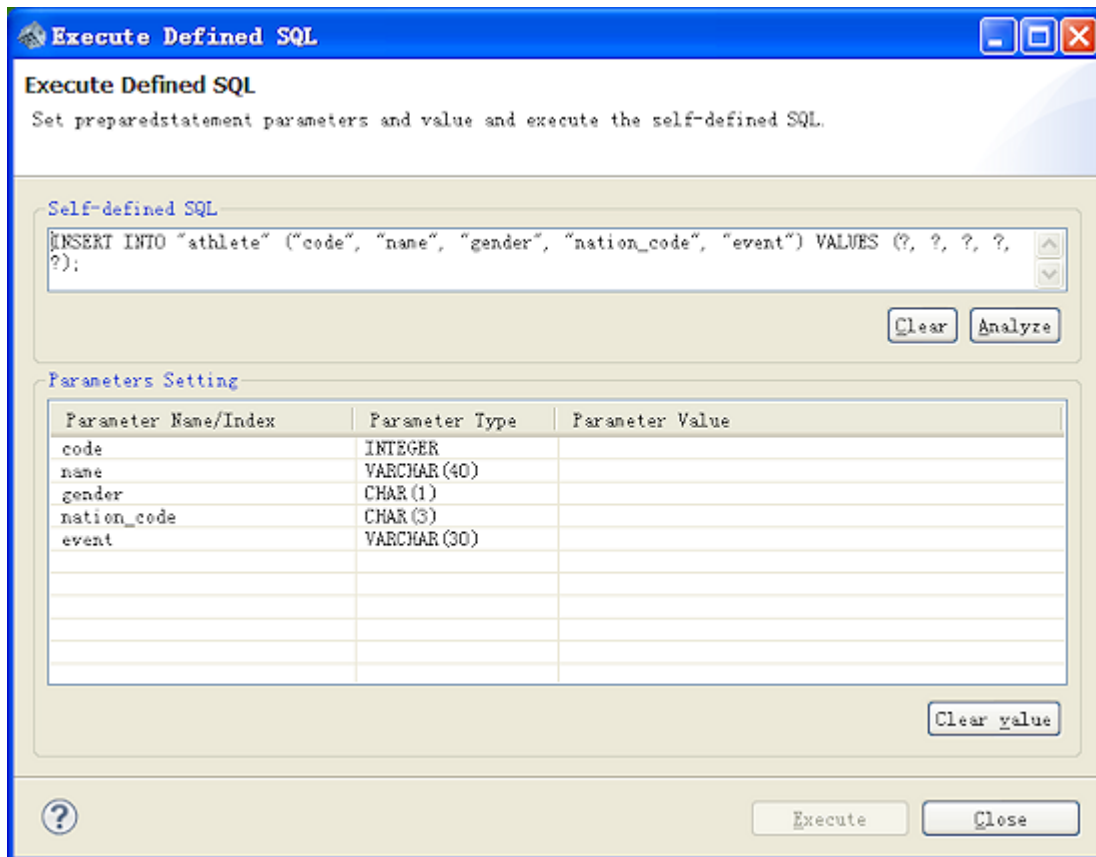 Execute Defined SQL
Execute Defined SQL
Set preparedstatement parameters and value and execute the self-defined SQL.
Self-defined SQL
INSERT INTO "athlete" ("code", "name", "gender", "nation_code", "event") VALUES (?, ?, ?, ?,
?);
Clear Analyze
Parameters Setting
Parameter Name/Index Parameter Type Parameter Value
code INTEGER
name VARCHAR(40)
gender CHAR(1)
nation_code CHAR(3)
event VARCHAR(30)
Clear value
? Execute Close